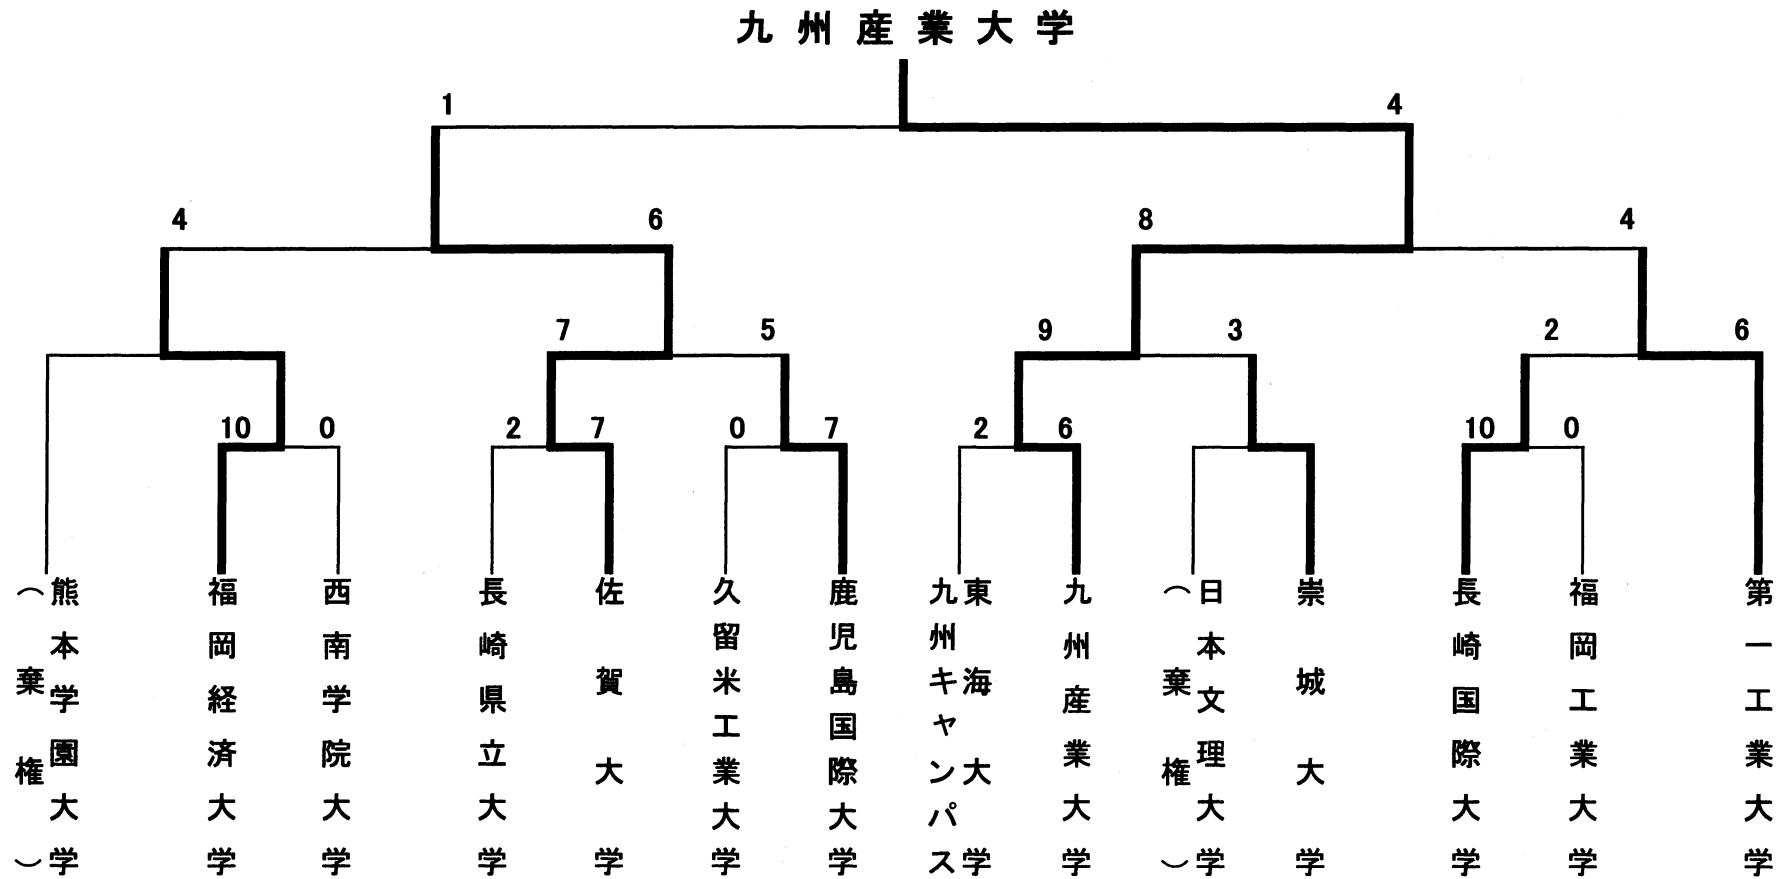 九州産業大学
1 4
4 6 8 4
7 5 9 3 2 6
10 0 2 7 0 7 2 6 10 0
熊本学園大学
（棄権）
福岡経済大学
西南学院大学
長崎県立大学
佐賀大学
久留米工業大学
鹿児島国際大学
東海大学
九州キャンパス
九州産業大学
日本文理大学
（棄権）
崇城大学
長崎国際大学
福岡工業大学
第一工業大学